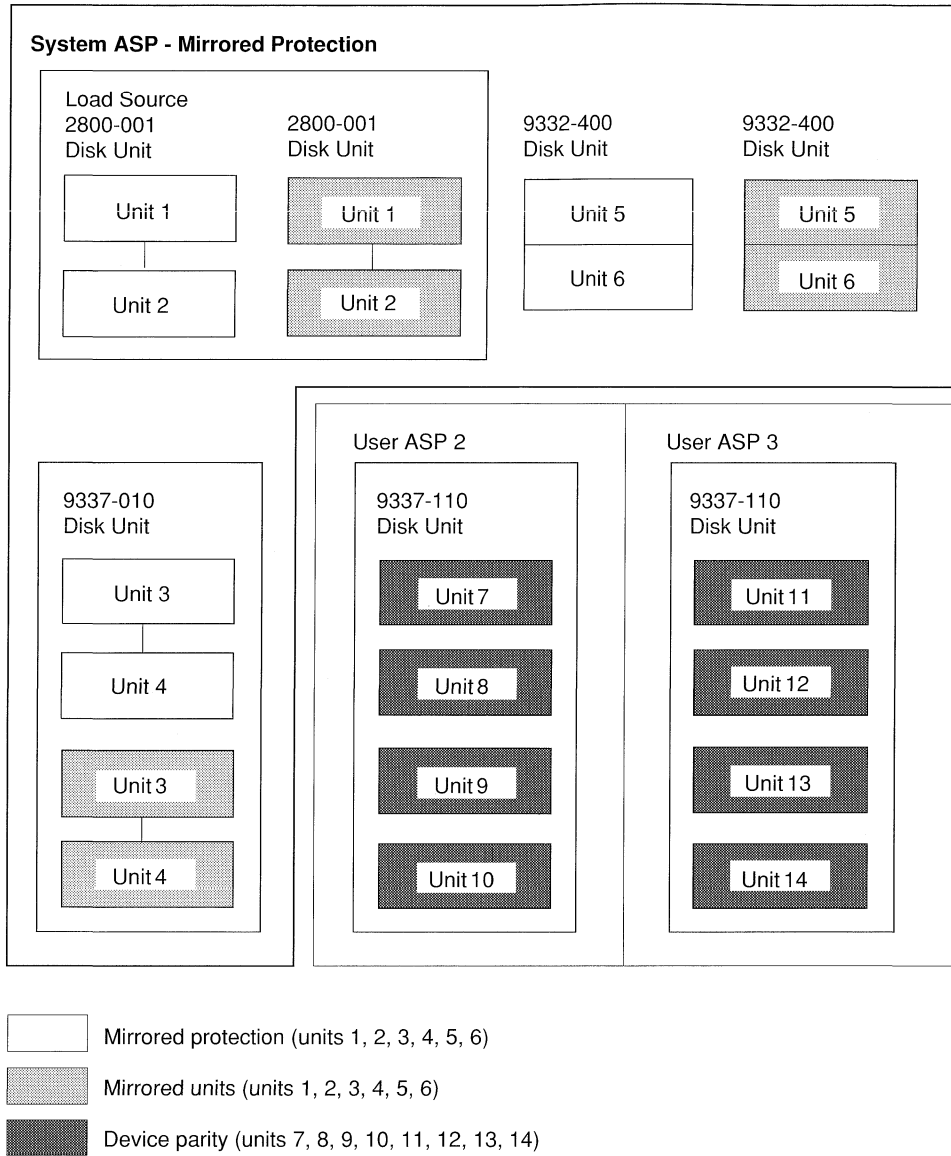 System ASP - Mirrored Protection
Load Source
2800-001
Disk Unit
2800-001
Disk Unit
9332-400
Disk Unit
9332-400
Disk Unit
Unit 1
Unit 1
Unit 5
Unit 5
Unit 2
Unit 2
Unit 6
Unit 6
User ASP 2
User ASP 3
9337-010
Disk Unit
9337-110
Disk Unit
9337-110
Disk Unit
Unit 3
Unit 7
Unit 11
Unit 4
Unit 8
Unit 12
Unit 3
Unit 9
Unit 13
Unit 4
Unit 10
Unit 14
Mirrored protection (units 1, 2, 3, 4, 5, 6)
Mirrored units (units 1, 2, 3, 4, 5, 6)
Device parity (units 7, 8, 9, 10, 11, 12, 13, 14)